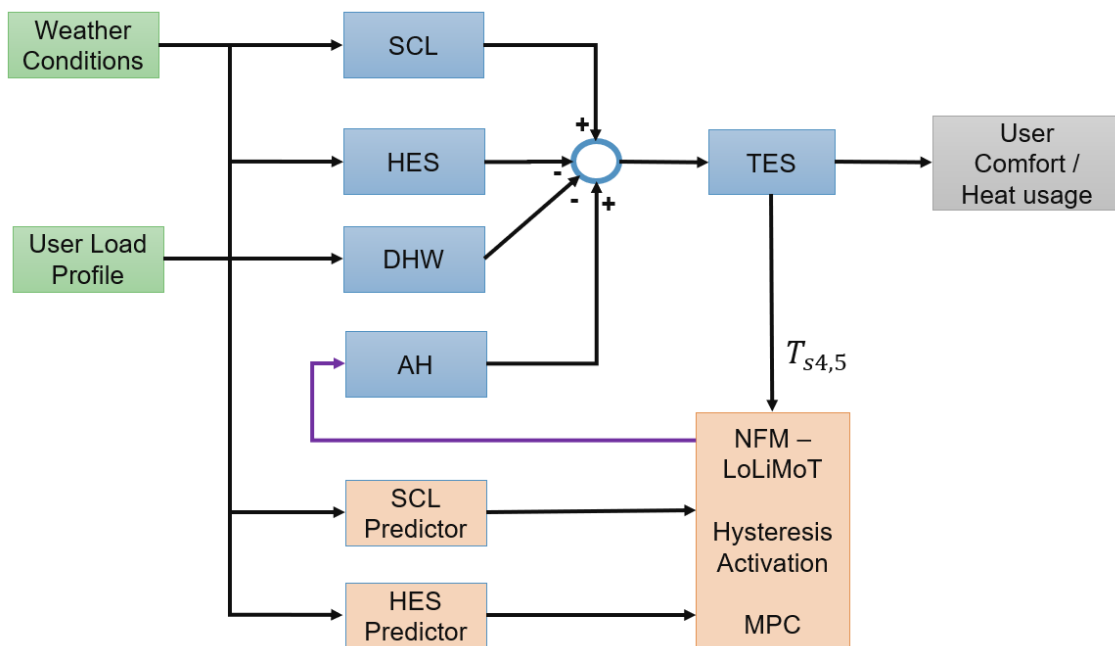 Weather
Conditions
SCL
+
HES
-
TES
User
Comfort /
Heat usage
-
+
User Load
Profile
DHW
AH
T_{s4,5}
NFM –
LoLiMoT
SCL
Predictor
Hysteresis
Activation
HES
Predictor
MPC